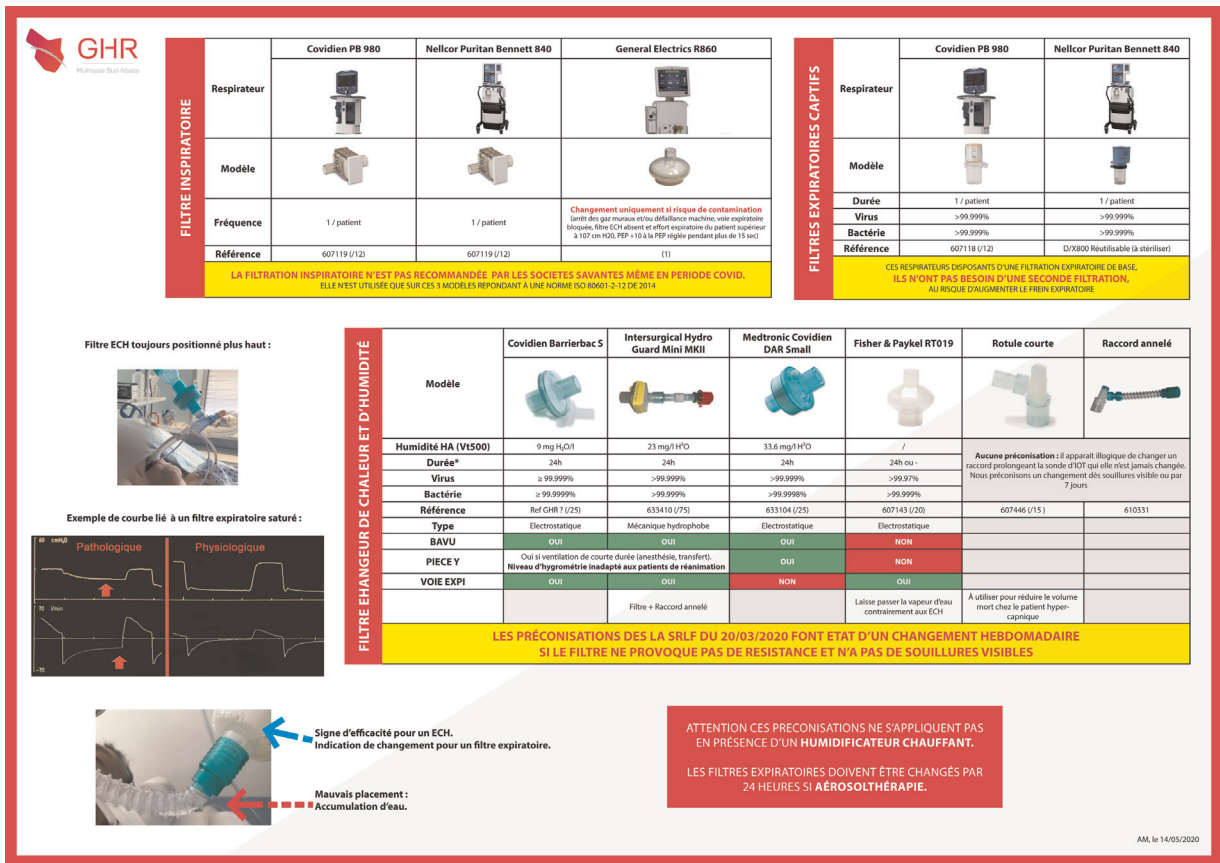 GHR
Mulhouse Sud-Alsace
FILTRE INSPIRATOIRE
Covidien PB 980
Nellcor Puritan Bennett 840
General Electrics R860
Respirateur
Modèle
Fréquence
1 / patient
1 / patient
Changement uniquement si risque de contamination
(arrêt des gaz muraux et/ou défaillance machine, voie expiratoire
bloquée, filtre ECH absent et effort expiratoire du patient supérieur
à 107 cm H20, PEP +10 à la PEP réglée pendant plus de 15 sec)
Référence
607119 (/12)
607119 (/12)
(1)
LA FILTRATION INSPIRATOIRE N'EST PAS RECOMMANDÉE PAR LES SOCIETES SAVANTES MÊME EN PERIODE COVID.
ELLE N'EST UTILISÉE QUE SUR CES 3 MODÈLES REPONDANT À UNE NORME ISO 80601-2-12 DE 2014
FILTRES EXPIRATOIRES CAPTIFS
Covidien PB 980
Nellcor Puritan Bennett 840
Respirateur
Modèle
Durée
1 / patient
1 / patient
Virus
>99.999%
>99.999%
Bactérie
>99.999%
>99.999%
Référence
607118 (/12)
D/X800 Réutilisable (à stériliser)
CES RESPIRATEURS DISPOSANTS D'UNE FILTRATION EXPIRATOIRE DE BASE,
ILS N'ONT PAS BESOIN D'UNE SECONDE FILTRATION,
AU RISQUE D'AUGMENTER LE FREIN EXPIRATOIRE
Filtre ECH toujours positionné plus haut :
Exemple de courbe lié à un filtre expiratoire saturé :
60 cmH₂O
Pathologique
Physiologique
70 l/min
-70
FILTRE EHANGEUR DE CHALEUR ET D'HUMIDITÉ
Modèle
Covidien Barrierbac S
Intersurgical Hydro
Guard Mini MKII
Medtronic Covidien
DAR Small
Fisher & Paykel RT019
Rotule courte
Raccord annelé
Humidité HA (Vt500)
9 mg H₂O/l
23 mg/l H²O
33.6 mg/l H²O
/
Aucune préconisation : il apparait illogique de changer un
raccord prolongeant la sonde d'IOT qui elle n'est jamais changée.
Nous préconisons un changement dès souillures visible ou par
7 jours
Durée*
24h
24h
24h
24h ou -
Virus
≥ 99.999%
>99.999%
>99.999%
>99.97%
Bactérie
≥ 99.9999%
>99.999%
>99.9998%
>99.999%
Référence
Ref GHR ? (/25)
633410 (/75)
633104 (/25)
607143 (/20)
607446 (/15 )
610331
Type
Electrostatique
Mécanique hydrophobe
Electrostatique
Electrostatique
BAVU
OUI
OUI
OUI
NON
PIECE Y
Oui si ventilation de courte durée (anesthésie, transfert).
Niveau d'hygrométrie inadapté aux patients de réanimation
OUI
NON
VOIE EXPI
OUI
OUI
NON
OUI
Filtre + Raccord annelé
Laisse passer la vapeur d'eau
contrairement aux ECH
À utiliser pour réduire le volume
mort chez le patient hyper-
capnique
LES PRÉCONISATIONS DES LA SRLF DU 20/03/2020 FONT ETAT D'UN CHANGEMENT HEBDOMADAIRE
SI LE FILTRE NE PROVOQUE PAS DE RESISTANCE ET N'A PAS DE SOUILLURES VISIBLES
Signe d'efficacité pour un ECH.
Indication de changement pour un filtre expiratoire.
Mauvais placement :
Accumulation d'eau.
ATTENTION CES PRECONISATIONS NE S'APPLIQUENT PAS
EN PRÉSENCE D'UN HUMIDIFICATEUR CHAUFFANT.
LES FILTRES EXPIRATOIRES DOIVENT ÊTRE CHANGÉS PAR
24 HEURES SI AÉROSOLTHÉRAPIE.
AM, le 14/05/2020